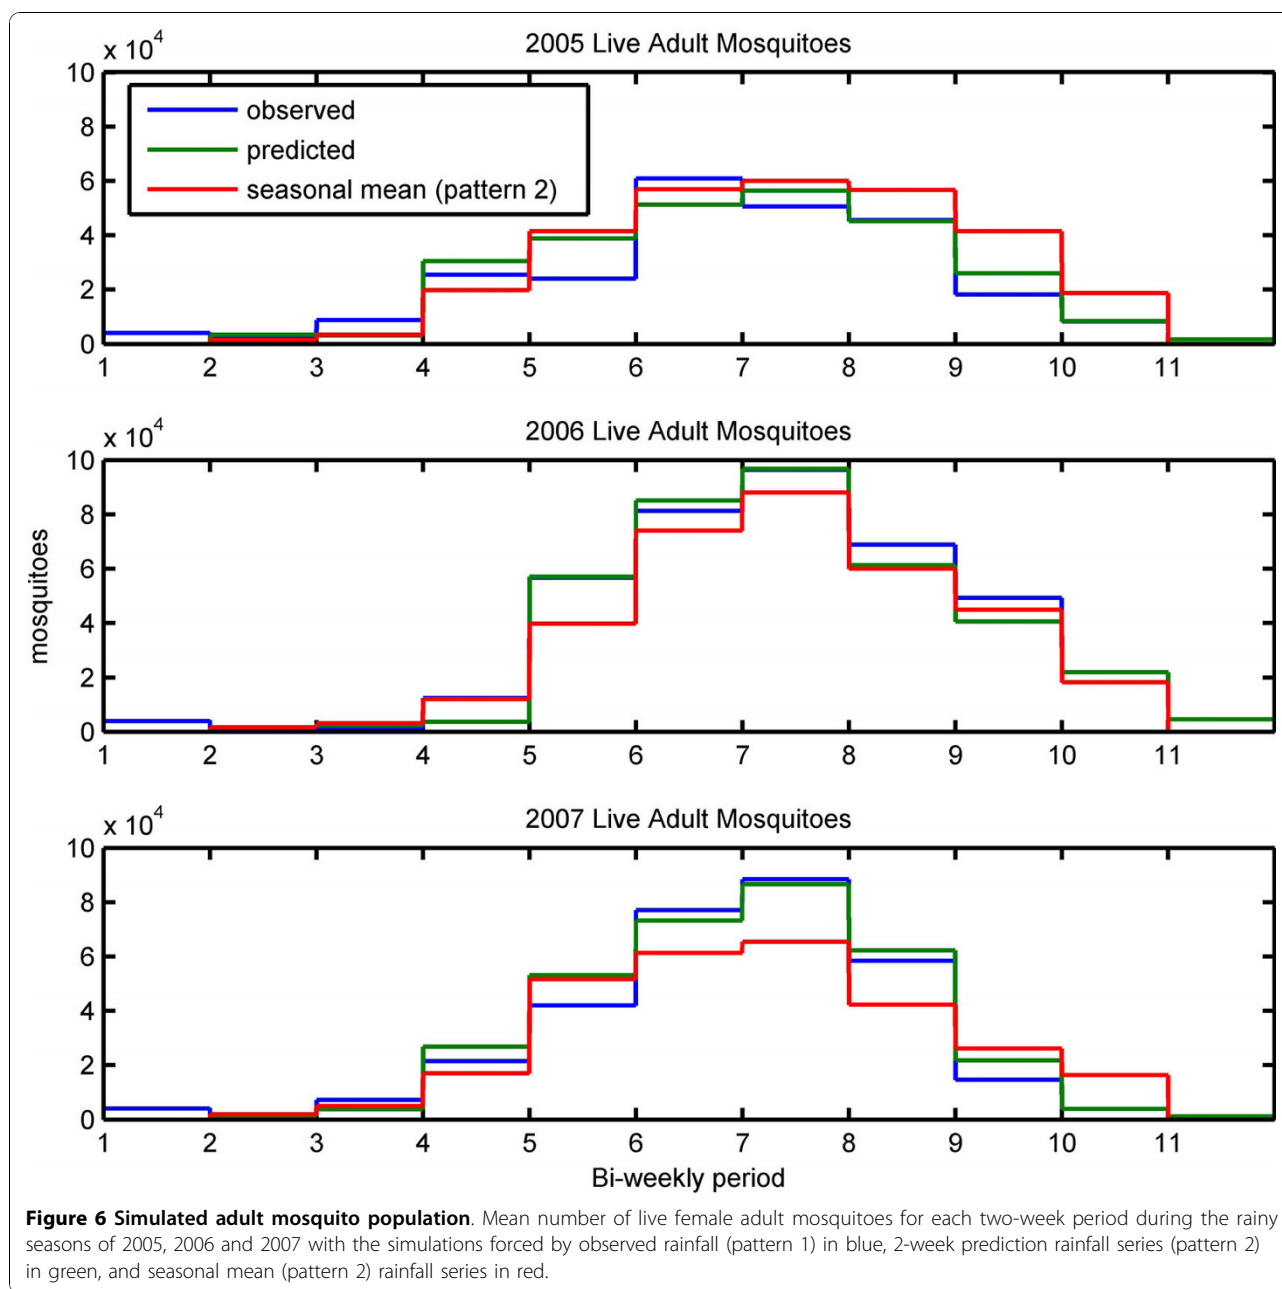 x 10^4
2005 Live Adult Mosquitoes
10
8
6
4
2
0
observed
predicted
seasonal mean (pattern 2)
1 2 3 4 5 6 7 8 9 10 11
x 10^4
2006 Live Adult Mosquitoes
10
8
6
4
2
0
mosquitoes
1 2 3 4 5 6 7 8 9 10 11
x 10^4
2007 Live Adult Mosquitoes
10
8
6
4
2
0
1 2 3 4 5 6 7 8 9 10 11
Bi-weekly period
Figure 6 Simulated adult mosquito population. Mean number of live female adult mosquitoes for each two-week period during the rainy
seasons of 2005, 2006 and 2007 with the simulations forced by observed rainfall (pattern 1) in blue, 2-week prediction rainfall series (pattern 2)
in green, and seasonal mean (pattern 2) rainfall series in red.